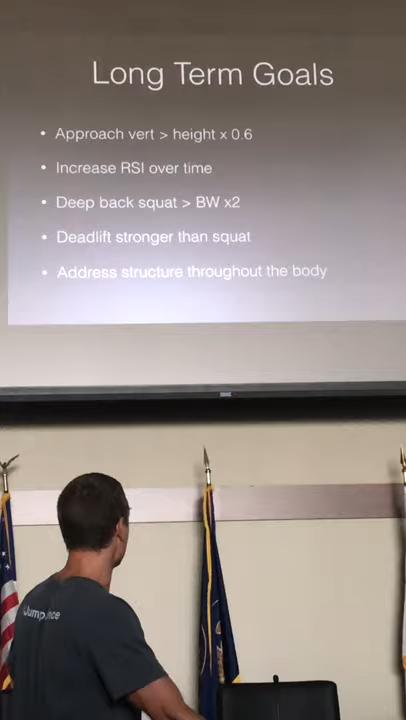 Long Term Goals
• Approach vert > height x 0.6
• Increase RSI over time
• Deep back squat > BW x2
• Deadlift stronger than squat
• Address structure throughout the body